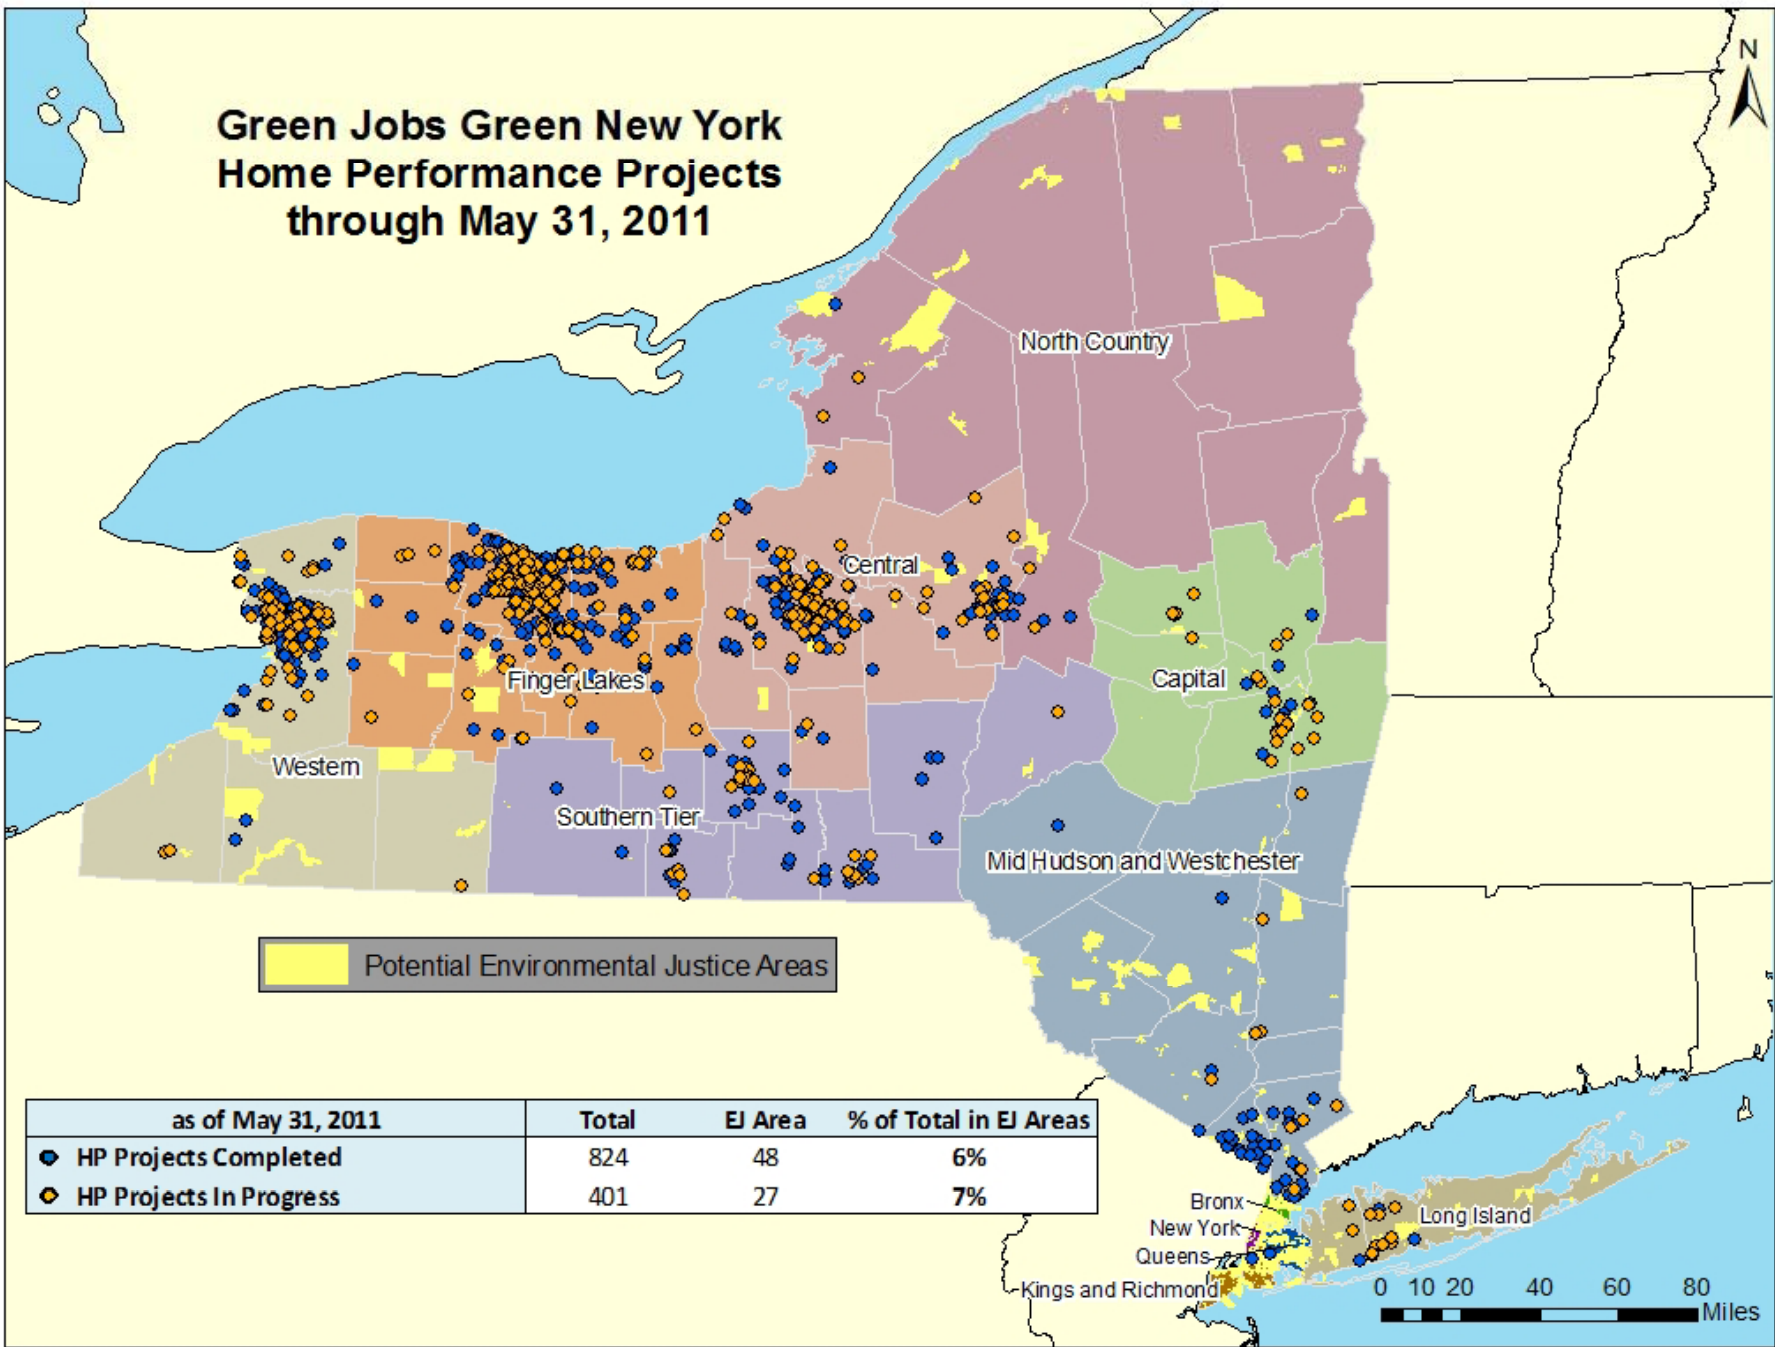 Green Jobs Green New York
Home Performance Projects
through May 31, 2011
N
North Country
Central
Finger Lakes
Capital
Western
Southern Tier
Mid Hudson and Westchester
Potential Environmental Justice Areas
as of May 31, 2011 Total EJ Area % of Total in EJ Areas
HP Projects Completed 824 48 6%
HP Projects In Progress 401 27 7%
Bronx
New York
Long Island
Queens
Kings and Richmond
0 10 20 40 60 80
Miles